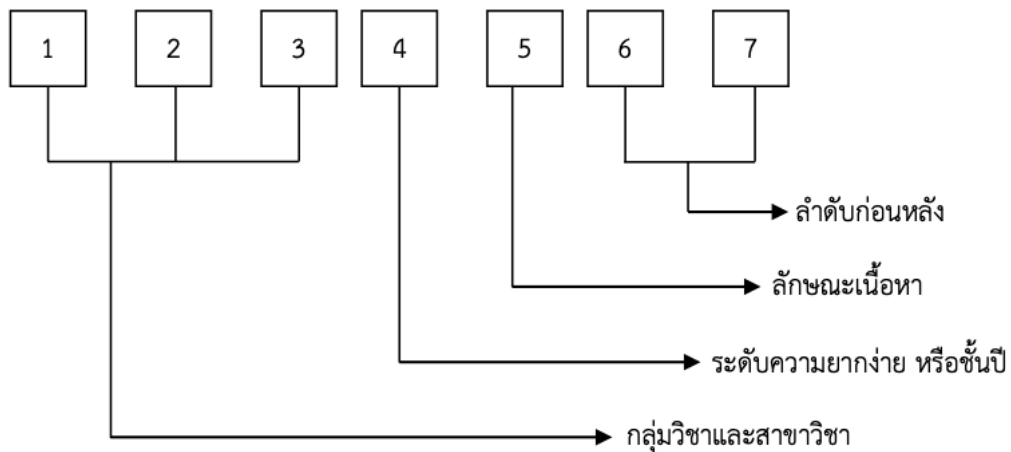 1 2 3 4 5 6 7
ลำดับก่อนหลัง
ลักษณะเนื้อหา
ระดับความยากง่าย หรือชั้นปี
กลุ่มวิชาและสาขาวิชา